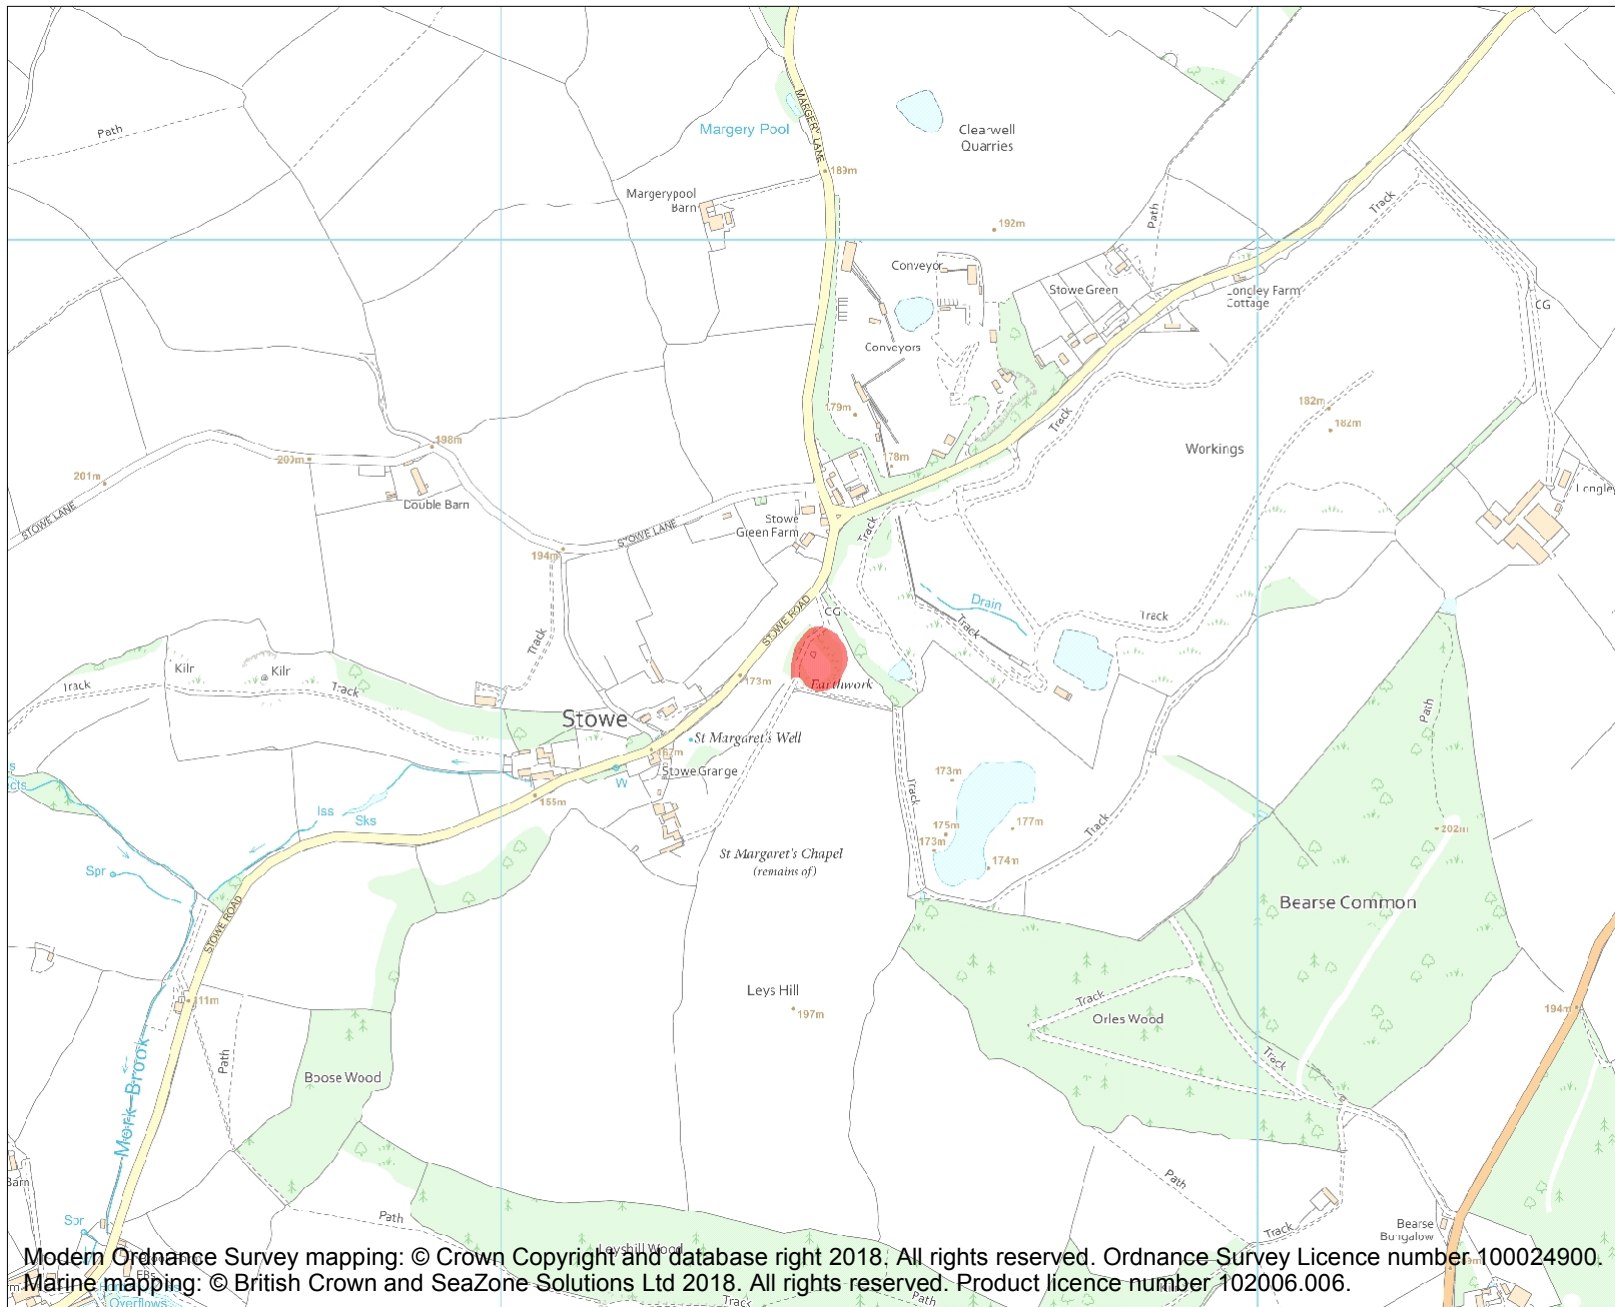 Path
MARGERY LANE
Margery Pool
Clearwell
Quarries
189m
Margerypool
Barn
Path
Track
192m
Conveyor
Stowe Green
Longley Farm
Cottage
CG
Conveyors
179m
182m
182m
Track
198m
Workings
178m
200m
201m
Double Barn
STOWE LANE
STOWE LANE
Stowe
Green Farm
Track
194m
Drain
Track
Track
CG
STOWE ROAD
Track
Kiln
Kiln
Track
Track
Earthwork
173m
Path
Stowe
St Margaret's Well
Stowe Grange
W
173m
Track
155m
Iss
Sks
175m
177m
173m
174m
Track
202m
St Margaret's Chapel
(remains of)
Spr
Bearse Common
STOWE ROAD
Leys Hill
197m
Track
Orles Wood
194m
111m
Path
Track
Mork Brook
Boose Wood
Path
Barn
Spr
Path
Track
Bearse
Bungalow
Leyshill Wood
Modern Ordnance Survey mapping: © Crown Copyright and database right 2018. All rights reserved. Ordnance Survey Licence number 100024900.
Marine mapping: © British Crown and SeaZone Solutions Ltd 2018. All rights reserved. Product licence number 102006.006.
Overflows
Track
Path